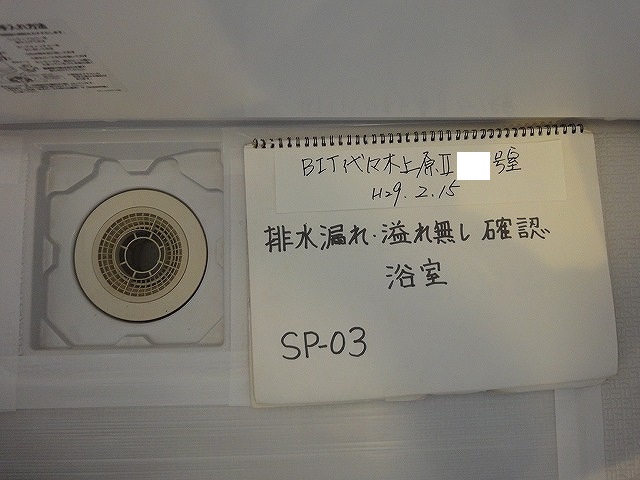 BIT代々木上原II 号室
H29.2.15
排水漏れ・溢れ無し 確認
浴室
SP-03